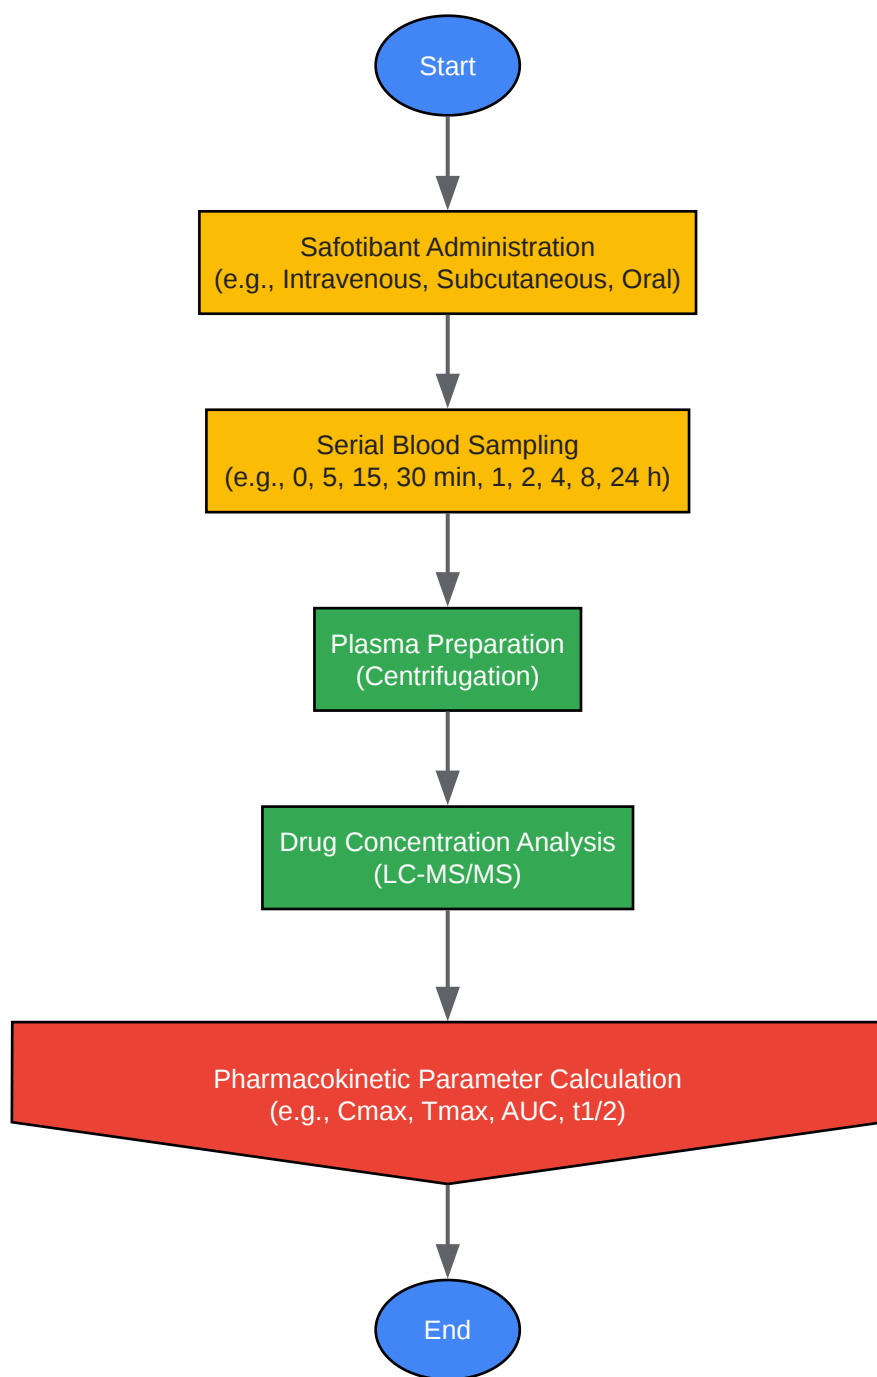 Start
Safotibant Administration
(e.g., Intravenous, Subcutaneous, Oral)
Serial Blood Sampling
(e.g., 0, 5, 15, 30 min, 1, 2, 4, 8, 24 h)
Plasma Preparation
(Centrifugation)
Drug Concentration Analysis
(LC-MS/MS)
Pharmacokinetic Parameter Calculation
(e.g., Cmax, Tmax, AUC, t1/2)
End